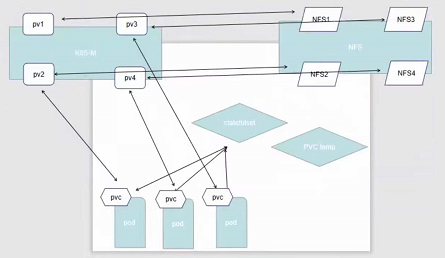 pv1
pv3
NFS1
NFS3
K8S-M
NFS
pv2
pv4
NFS2
NFS4
statefulset
PVC temp
pvc
pvc
pvc
pod
pod
pod